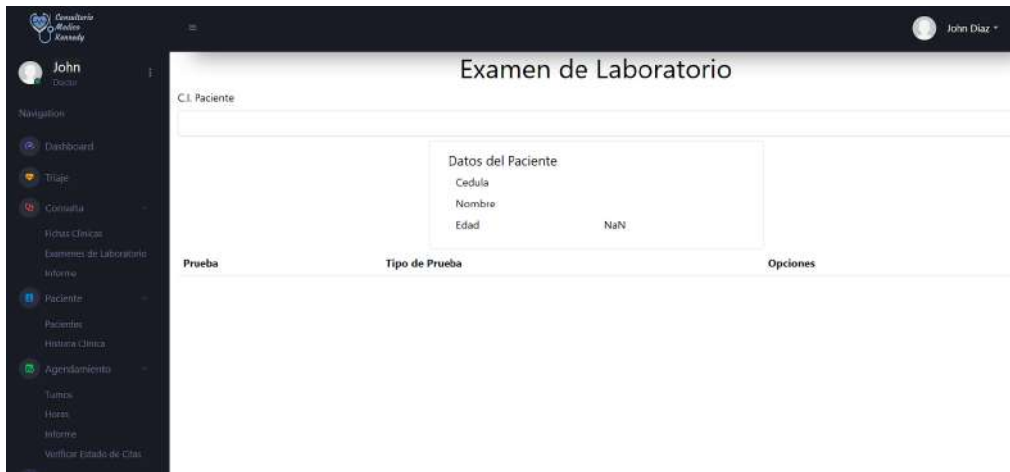 Consultorio
Medico
Kennedy
John Diaz
John
Doctor
Navigation
Dashboard
Triaje
Consulta
Fichas Clinicas
Examenes de Laboratorio
Informe
Paciente
Pacientes
Historia Clinica
Agendamiento
Turnos
Horas
Informe
Verificar Estado de Citas
Examen de Laboratorio
C.I. Paciente
Datos del Paciente
Cedula
Nombre
Edad NaN
Prueba Tipo de Prueba Opciones